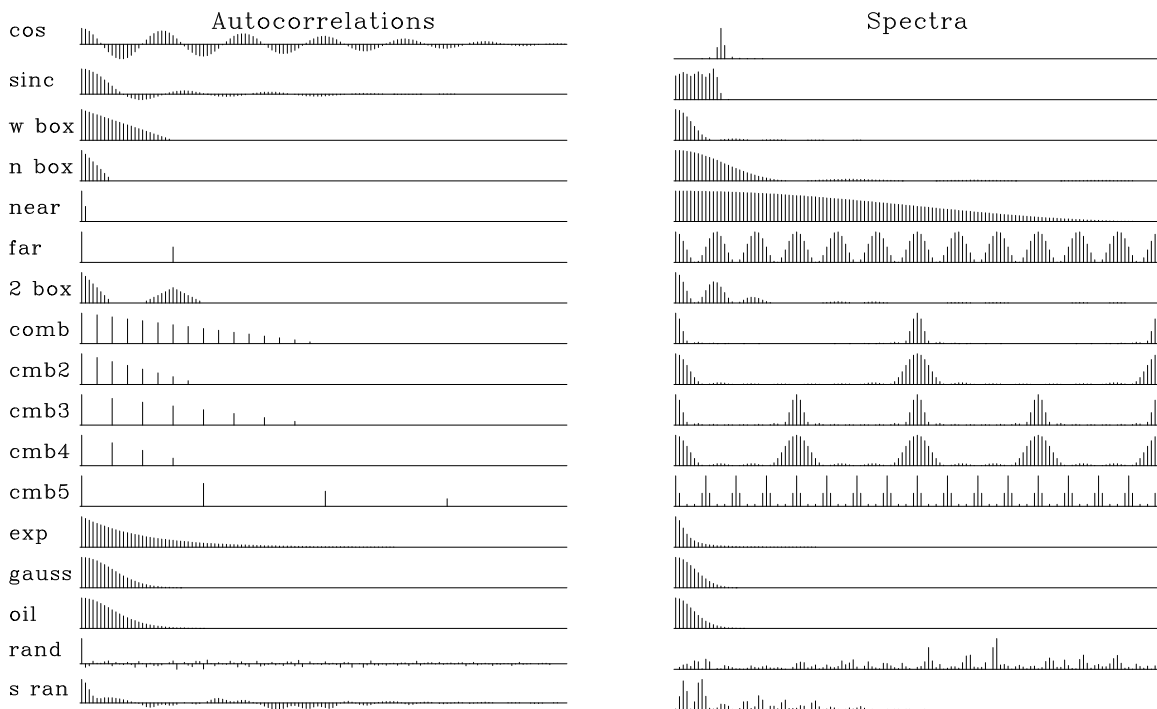 Autocorrelations
Spectra
cos
sinc
w box
n box
near
far
2 box
comb
cmb2
cmb3
cmb4
cmb5
exp
gauss
oil
rand
s ran